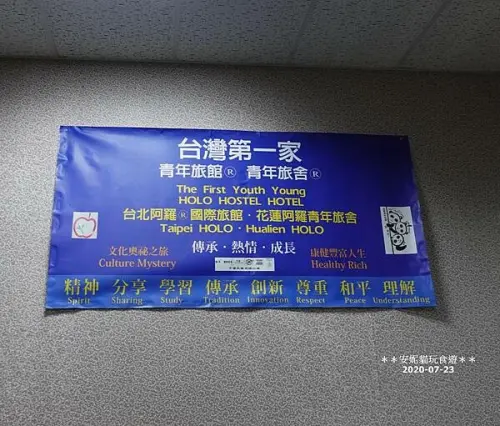 台灣第一家
青年旅館® 青年旅舍®
The First Youth Young
HOLO HOSTEL HOTEL
台北阿羅®國際旅館・花蓮阿羅青年旅舍
Taipei HOLO・Hualien HOLO
傳承・熱情・成長
文化奧祕之旅
Culture Mystery
康健豐富人生
Healthy Rich
精神 分享 學習 傳承 創新 尊重 和平 理解
Spirit Sharing Study Tradition Innovation Respect Peace Understanding
**安妮貓玩食遊**
2020-07-23